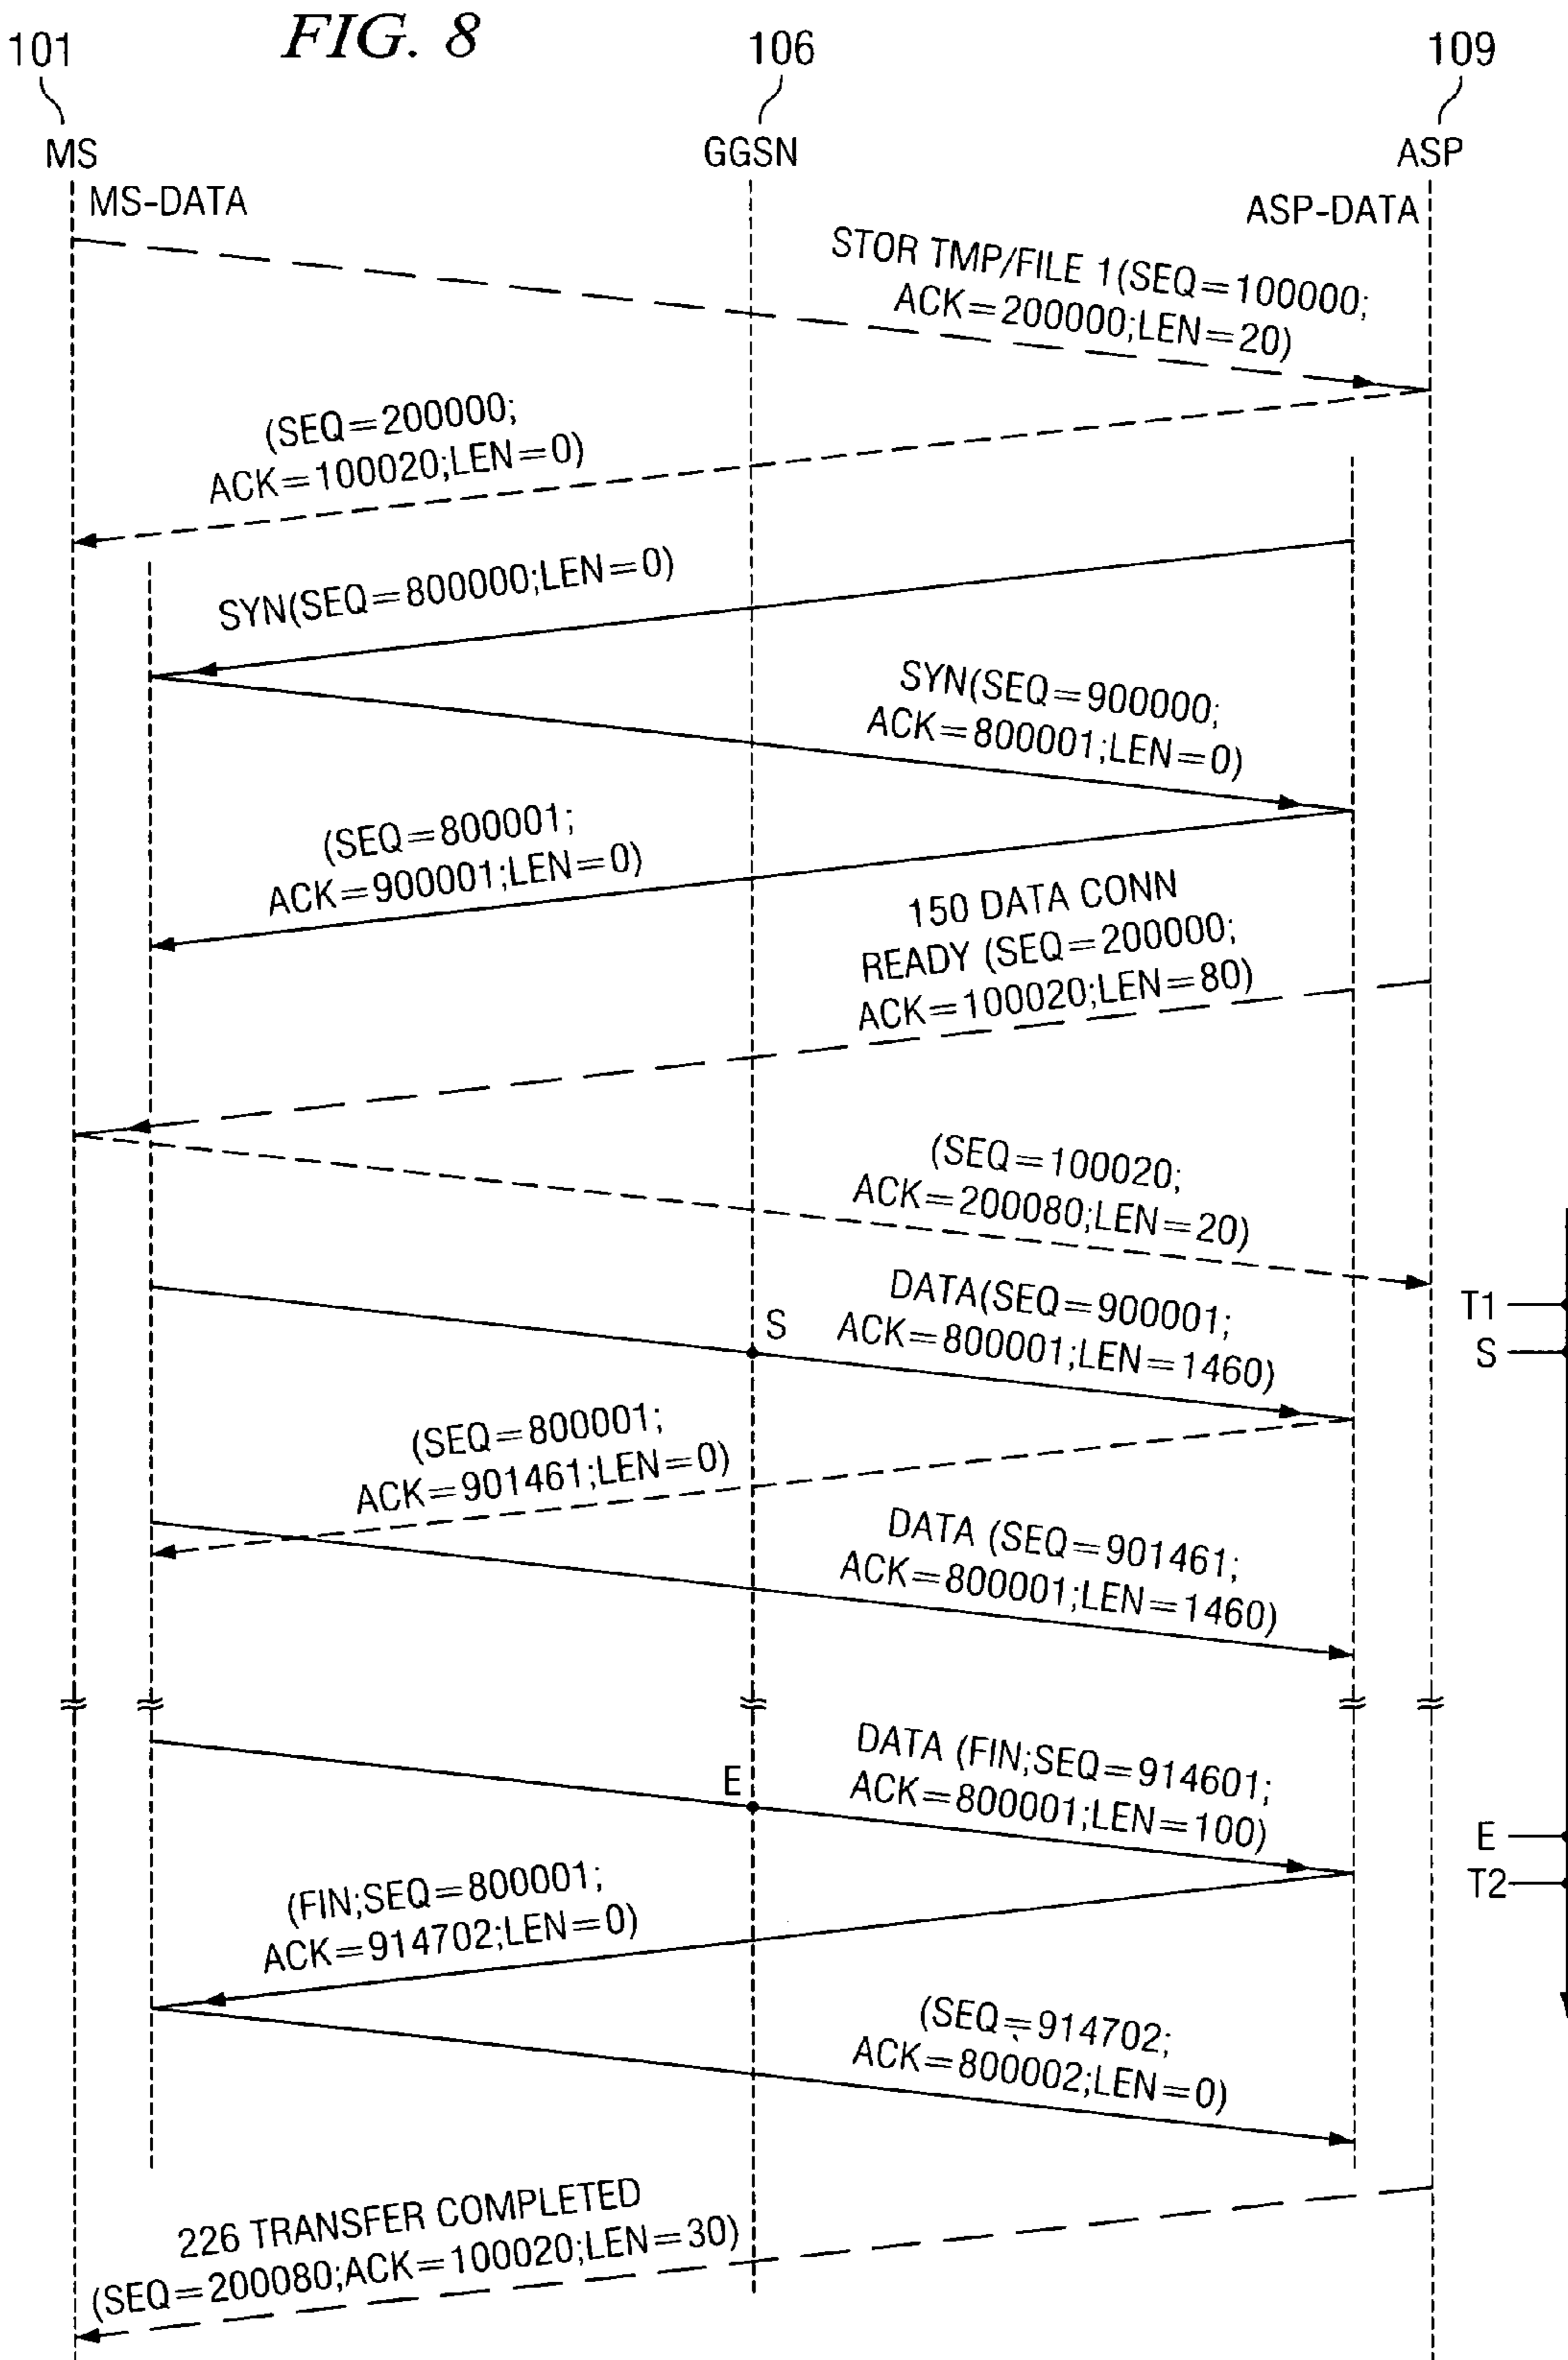 FIG. 8
101
106
109
MS
GGSN
ASP
MS-DATA
ASP-DATA
STOR TMP/FILE 1(SEQ=100000;
ACK=200000;LEN=20)
(SEQ=200000;
ACK=100020;LEN=0)
SYN(SEQ=800000;LEN=0)
SYN(SEQ=900000;
ACK=800001;LEN=0)
(SEQ=800001;
ACK=900001;LEN=0)
150 DATA CONN
READY (SEQ=200000;
ACK=100020;LEN=80)
(SEQ=100020;
ACK=200080;LEN=20)
T1
S
S
DATA(SEQ=900001;
ACK=800001;LEN=1460)
(SEQ=800001;
ACK=901461;LEN=0)
DATA (SEQ=901461;
ACK=800001;LEN=1460)
E
DATA (FIN;SEQ=914601;
ACK=800001;LEN=100)
E
T2
(FIN;SEQ=800001;
ACK=914702;LEN=0)
(SEQ=914702;
ACK=800002;LEN=0)
226 TRANSFER COMPLETED
(SEQ=200080;ACK=100020;LEN=30)